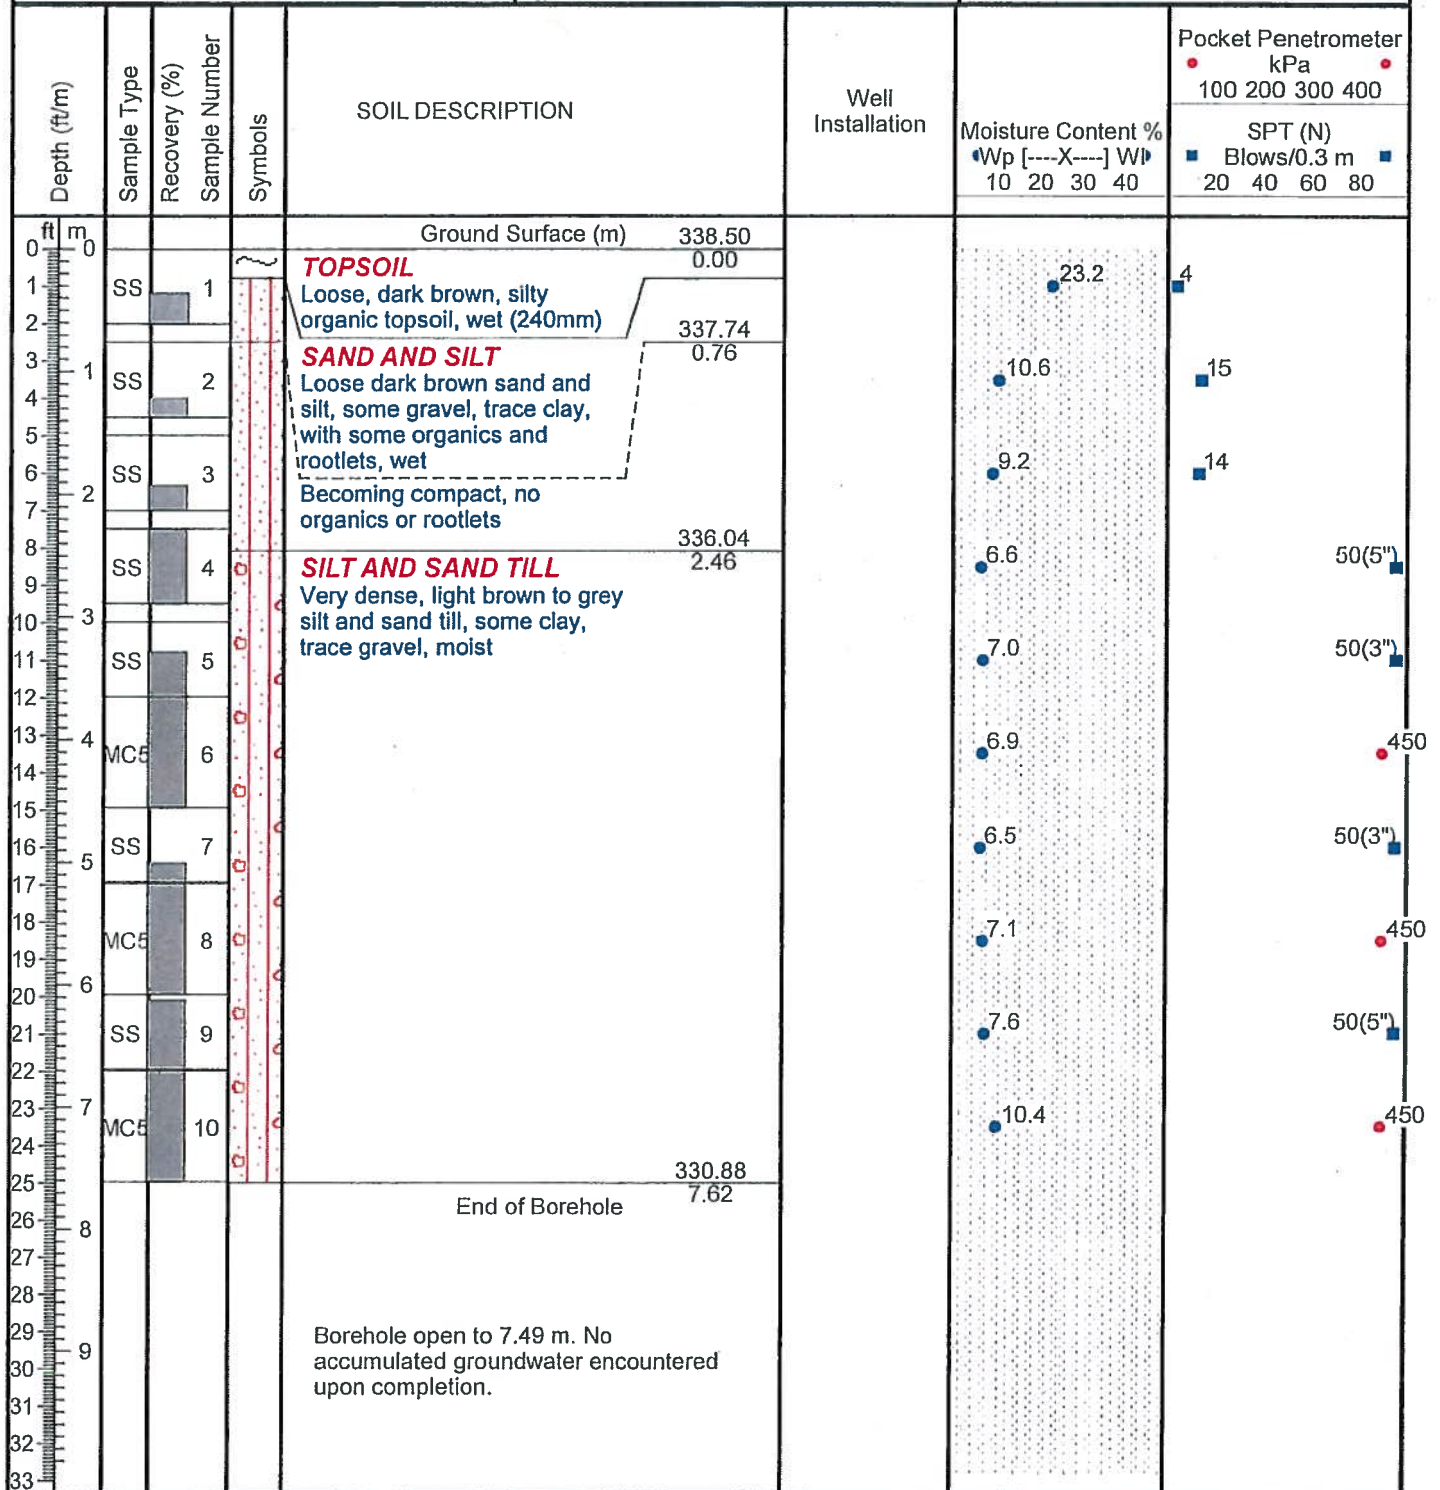 Depth (ft/m)
Sample Type
Recovery (%)
Sample Number
Symbols
SOIL DESCRIPTION
Well
Installation
Moisture Content %
Wp [----X----] Wl
10 20 30 40
Pocket Penetrometer
kPa
100 200 300 400
SPT (N)
Blows/0.3 m
20 40 60 80
ft m
0 0
1
2
3
1
4
5
6
2
7
8
9
10
3
11
12
13
4
14
15
16
5
17
18
19
6
20
21
22
23
7
24
25
26
8
27
28
29
9
30
31
32
33
Ground Surface (m) 338.50
0.00
TOPSOIL
Loose, dark brown, silty
organic topsoil, wet (240mm)
337.74
0.76
SAND AND SILT
Loose dark brown sand and
silt, some gravel, trace clay,
with some organics and
rootlets, wet
Becoming compact, no
organics or rootlets
336.04
2.46
SILT AND SAND TILL
Very dense, light brown to grey
silt and sand till, some clay,
trace gravel, moist
330.88
7.62
End of Borehole
Borehole open to 7.49 m. No
accumulated groundwater encountered
upon completion.
SS 1 23.2 4
SS 2 10.6 15
SS 3 9.2 14
SS 4 6.6 50(5")
SS 5 7.0 50(3")
MC5 6 6.9 450
SS 7 6.5 50(3")
MC5 8 7.1 450
SS 9 7.6 50(5")
MC5 10 10.4 450